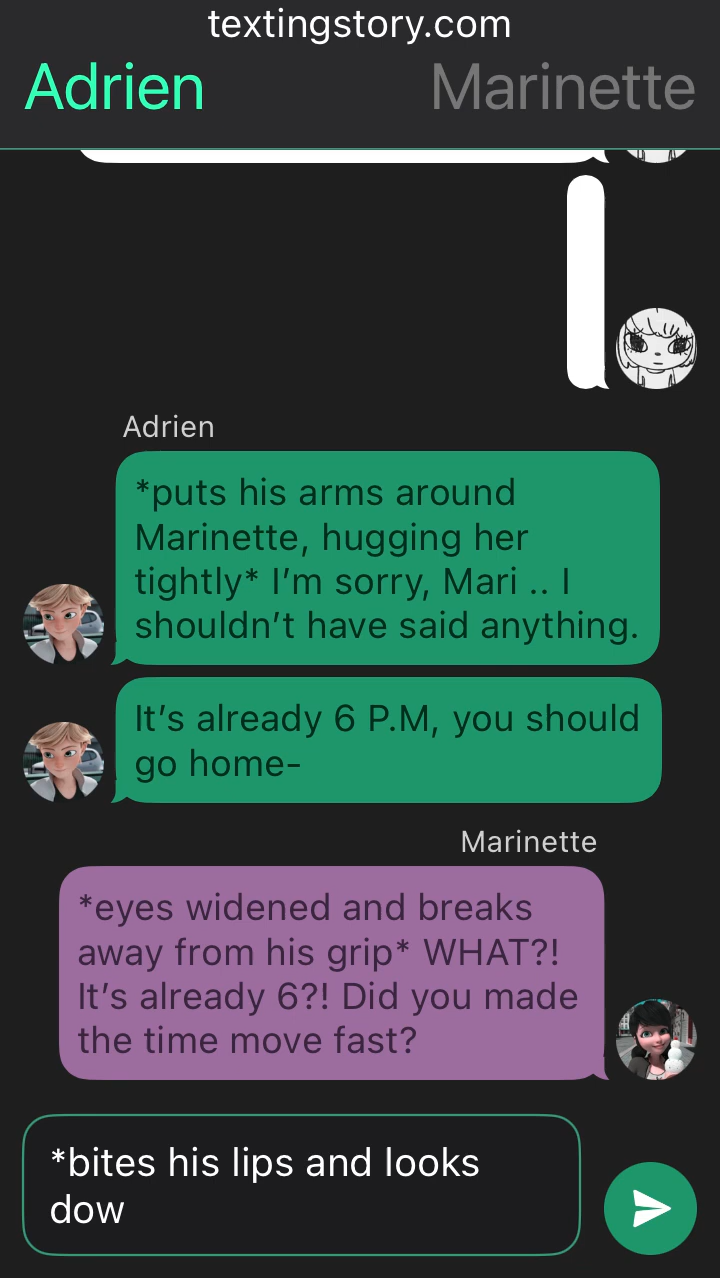 textingstory.com
Adrien Marinette
Adrien
*puts his arms around
Marinette, hugging her
tightly* I’m sorry, Mari .. I
shouldn’t have said anything.
It’s already 6 P.M, you should
go home-
Marinette
*eyes widened and breaks
away from his grip* WHAT?!
It’s already 6?! Did you made
the time move fast?
*bites his lips and looks
dow